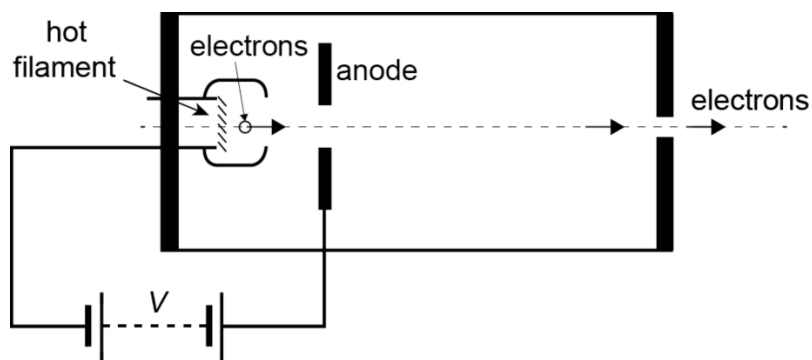 hot
filament
electrons
anode
electrons
V